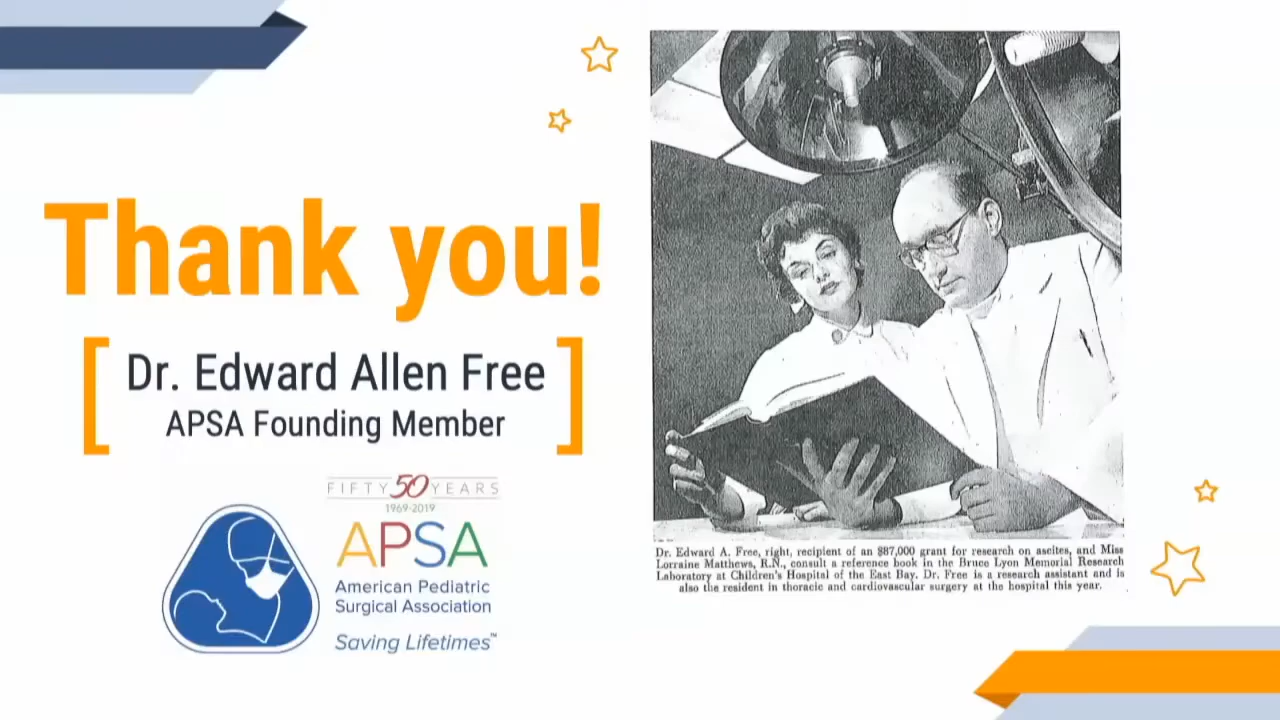 Thank you!
Dr. Edward Allen Free
APSA Founding Member
FIFTY 50 YEARS
1969-2019
APSA
American Pediatric
Surgical Association
Saving Lifetimes™
Dr. Edward A. Free, right, recipient of an $87,000 grant for research on ascites, and Miss
Lorraine Matthews, R.N., consult a reference book in the Bruce Lyon Memorial Research
Laboratory at Children's Hospital of the East Bay. Dr. Free is a research assistant and is
also the resident in thoracic and cardiovascular surgery at the hospital this year.